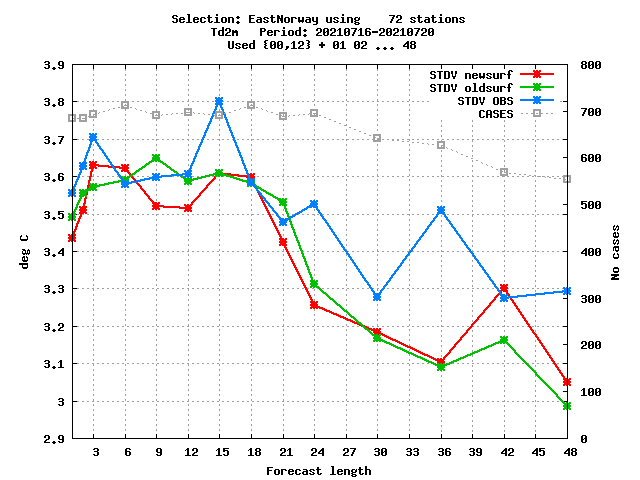 Selection: EastNorway using    72 stations
Td2m   Period: 20210716-20210720
Used {00,12} + 01 02 ... 48
STDV newsurf
STDV oldsurf
STDV OBS
CASES
3,9
3,8
3,7
3,6
3,5
3,4
3,3
3,2
3,1
3
2,9
deg C
800
700
600
500
400
300
200
100
0
No cases
3 6 9 12 15 18 21 24 27 30 33 36 39 42 45 48
Forecast length